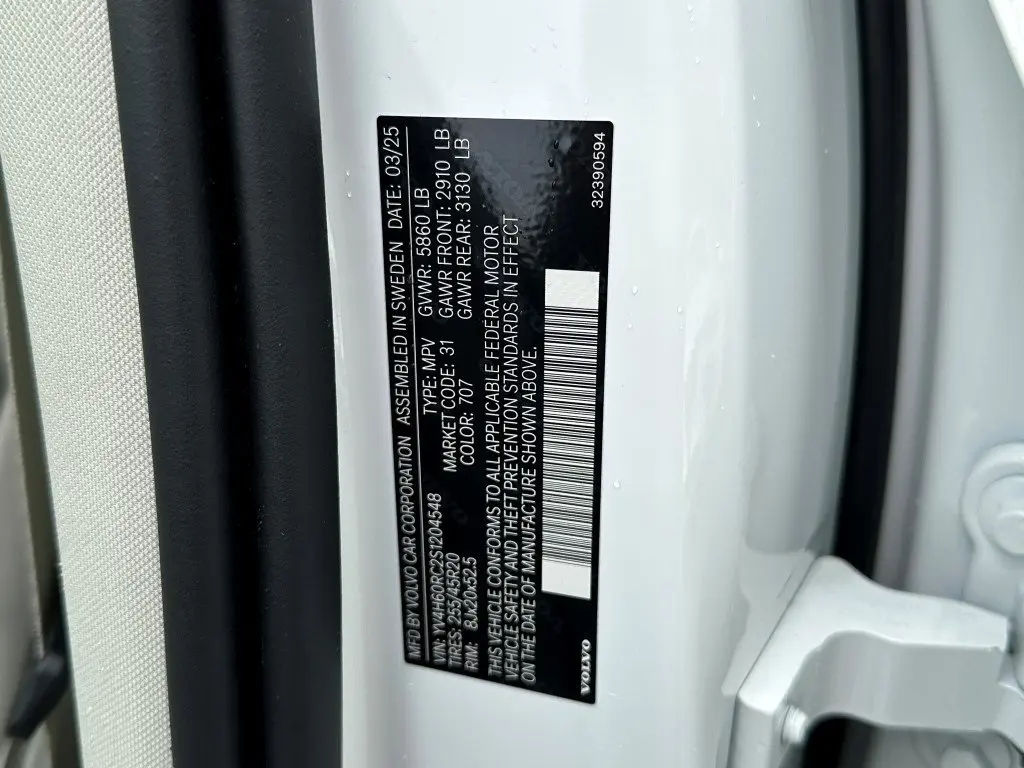 MFD BY VOLVO CAR CORPORATION ASSEMBLED IN SWEDEN DATE: 03/25
VIN: YV4H60RC2S1204548 TYPE: MPV GVWR: 5860 LB
TIRES: 255/45R20 MARKET CODE: 31 GAWR FRONT: 2910 LB
RIM: 8Jx20x52.5 COLOR: 707 GAWR REAR: 3130 LB
THIS VEHICLE CONFORMS TO ALL APPLICABLE FEDERAL MOTOR
VEHICLE SAFETY AND THEFT PREVENTION STANDARDS IN EFFECT
ON THE DATE OF MANUFACTURE SHOWN ABOVE.
VOLVO 32390594